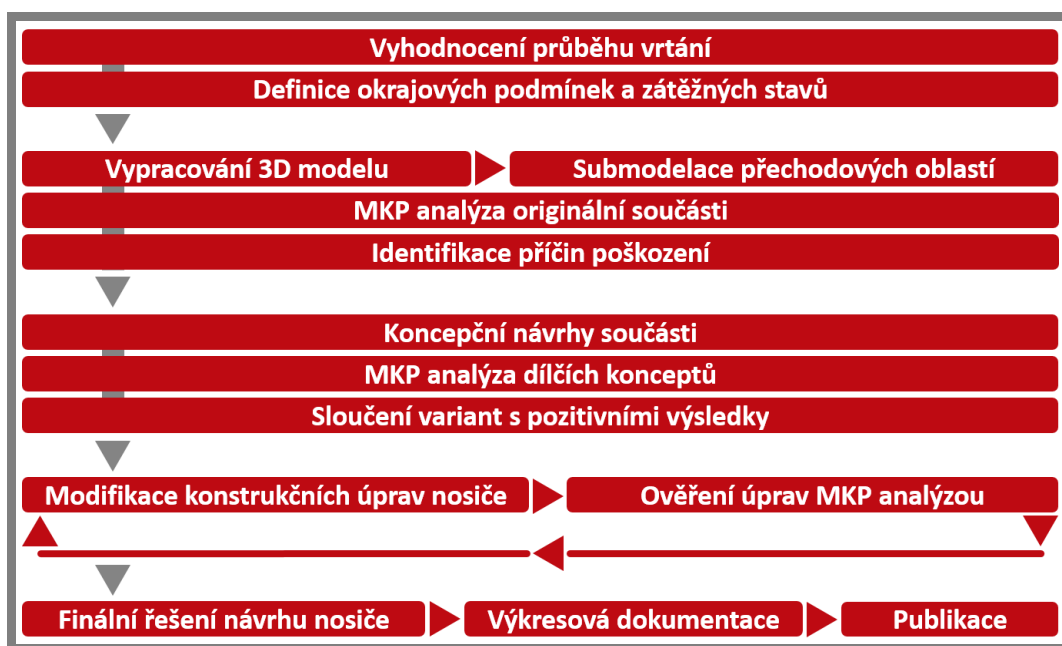 Vyhodnocení průběhu vrtání
Definice okrajových podmínek a zátěžných stavů
Vypracování 3D modelu
Submodelace přechodových oblastí
MKP analýza originální součásti
Identifikace příčin poškození
Koncepční návrhy součásti
MKP analýza dílčích konceptů
Sloučení variant s pozitivními výsledky
Modifikace konstrukčních úprav nosiče
Ověření úprav MKP analýzou
Finální řešení návrhu nosiče
Výkresová dokumentace
Publikace